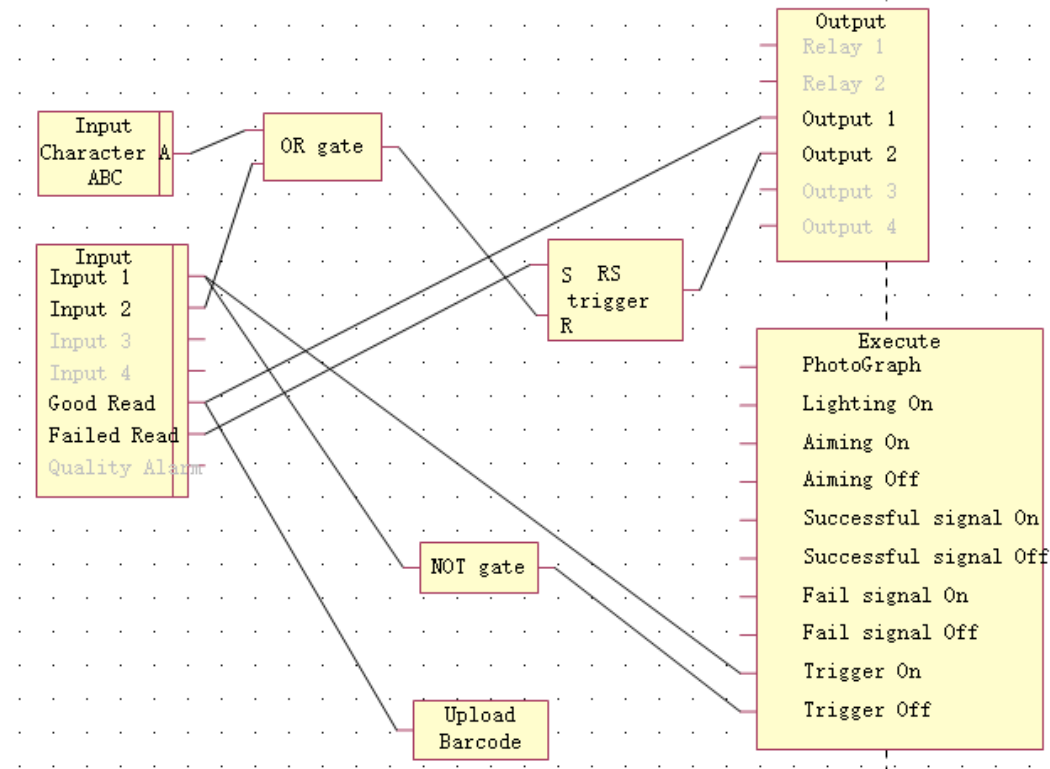 Output
Relay 1
Relay 2
Output 1
Output 2
Output 3
Output 4
Input
Character A
ABC
OR gate
Input
Input 1
Input 2
Input 3
Input 4
Good Read
Failed Read
Quality Alarm
S RS
trigger
R
Execute
PhotoGraph
Lighting On
Aiming On
Aiming Off
Successful signal On
Successful signal Off
Fail signal On
Fail signal Off
Trigger On
Trigger Off
NOT gate
Upload
Barcode